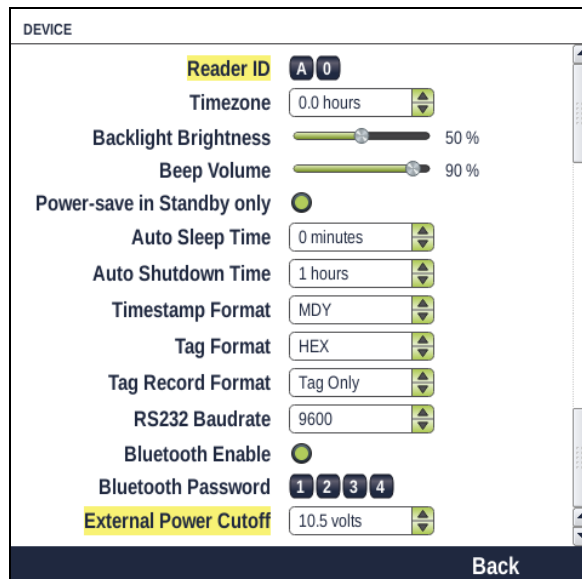 DEVICE
Reader ID A 0
Timezone 0.0 hours
Backlight Brightness 50 %
Beep Volume 90 %
Power-save in Standby only
Auto Sleep Time 0 minutes
Auto Shutdown Time 1 hours
Timestamp Format MDY
Tag Format HEX
Tag Record Format Tag Only
RS232 Baudrate 9600
Bluetooth Enable
Bluetooth Password 1 2 3 4
External Power Cutoff 10.5 volts
Back